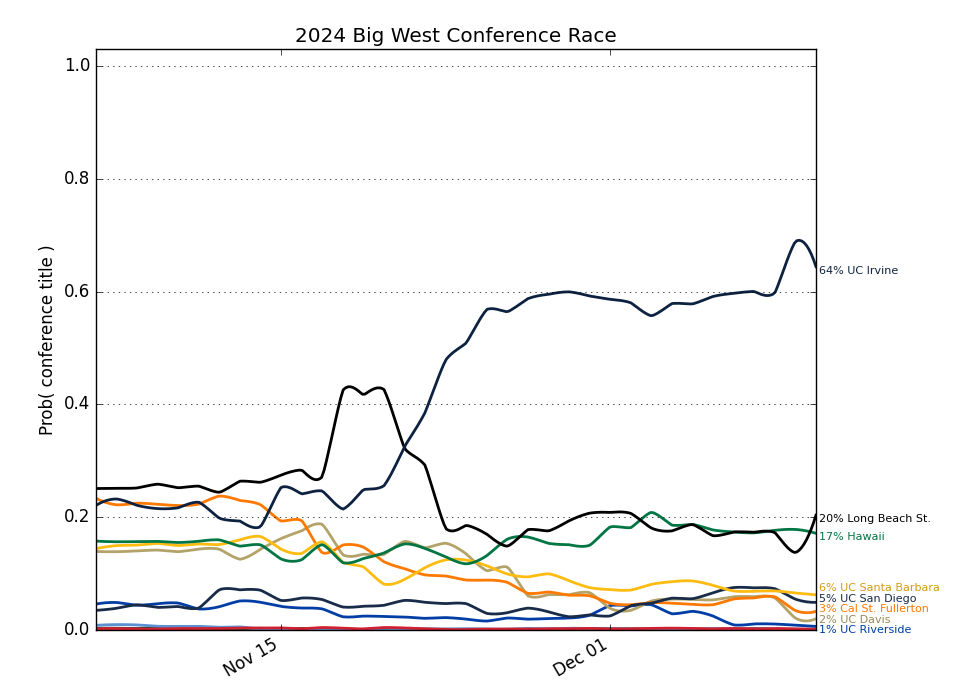 2024 Big West Conference Race
Prob( conference title )
1.0
0.8
0.6
0.4
0.2
0.0
Nov 15
Dec 01
64% UC Irvine
20% Long Beach St.
17% Hawaii
6% UC Santa Barbara
5% UC San Diego
3% Cal St. Fullerton
2% UC Davis
1% UC Riverside